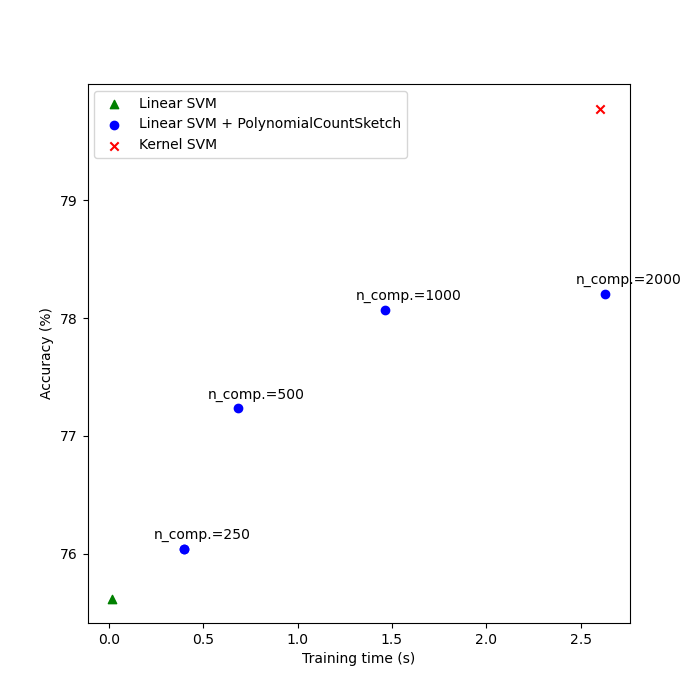 Linear SVM
Linear SVM + PolynomialCountSketch
Kernel SVM
79
n_comp.=2000
n_comp.=1000
78
Accuracy (%)
n_comp.=500
77
n_comp.=250
76
0.0 0.5 1.0 1.5 2.0 2.5
Training time (s)